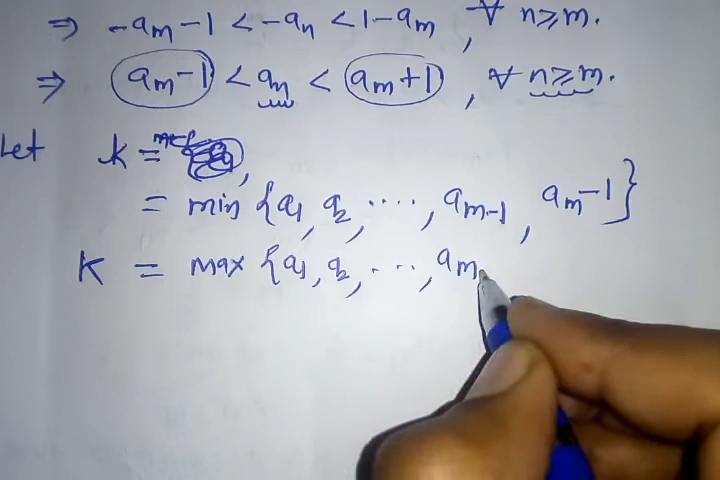 ⇒ -aₘ-1 < -aₙ < 1-aₘ , ∀ n≥m.
⇒ aₘ-1 < aₙ < aₘ+1 , ∀ n≥m.
Let k = ,
= min {a₁, a₂, ...., aₘ₋₁, aₘ-1}
K = max {a₁, a₂, ..., aₘ